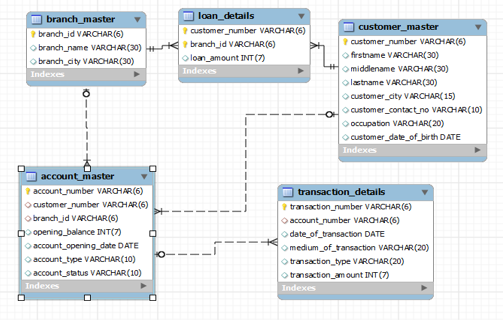 branch_master
branch_id VARCHAR(6)
branch_name VARCHAR(30)
branch_city VARCHAR(30)
Indexes
loan_details
customer_number VARCHAR(6)
branch_id VARCHAR(6)
loan_amount INT(7)
Indexes
customer_master
customer_number VARCHAR(6)
firstname VARCHAR(30)
middlename VARCHAR(30)
lastname VARCHAR(30)
customer_city VARCHAR(15)
customer_contact_no VARCHAR(10)
occupation VARCHAR(20)
customer_date_of_birth DATE
Indexes
account_master
account_number VARCHAR(6)
customer_number VARCHAR(6)
branch_id VARCHAR(6)
opening_balance INT(7)
account_opening_date DATE
account_type VARCHAR(10)
account_status VARCHAR(10)
Indexes
transaction_details
transaction_number VARCHAR(6)
account_number VARCHAR(6)
date_of_transaction DATE
medium_of_transaction VARCHAR(20)
transaction_type VARCHAR(20)
transaction_amount INT(7)
Indexes